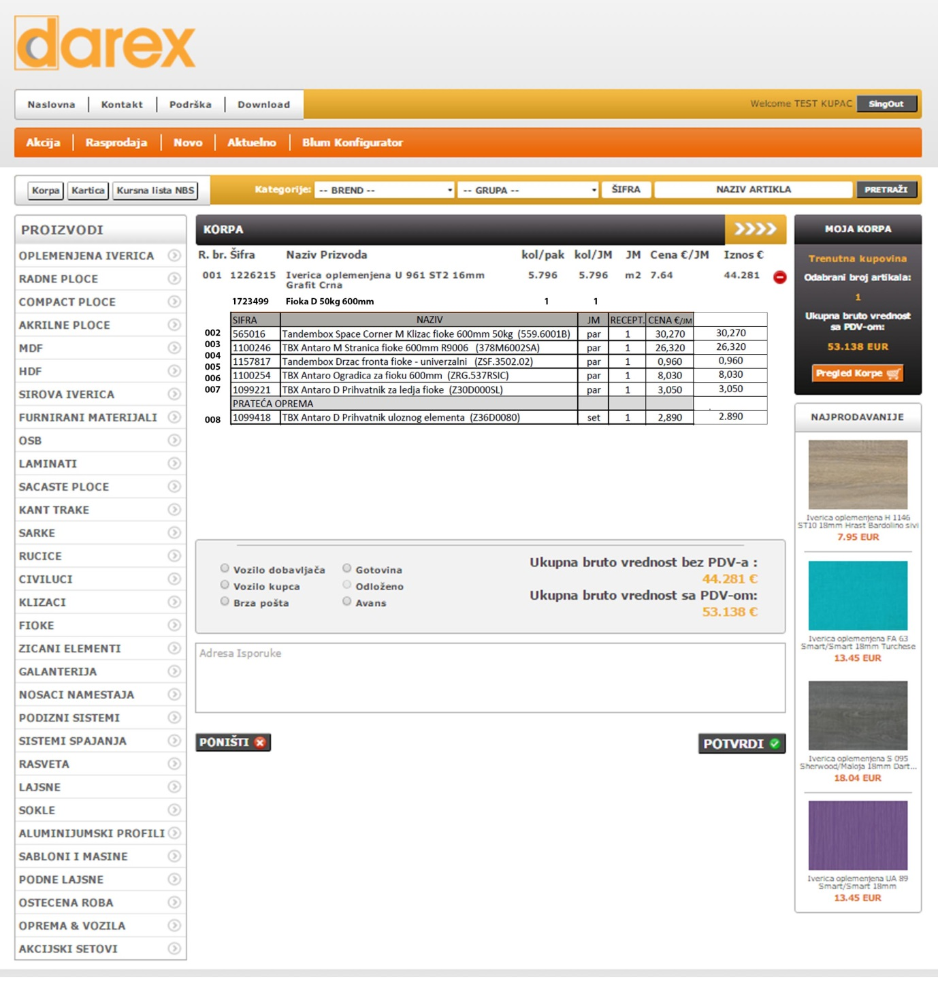 darex
Naslovna | Kontakt | Podrška | Download
Welcome TEST KUPAC SingOut
Akcija | Rasprodaja | Novo | Aktuelno | Blum Konfigurator
Korpa Kartica Kursna lista NBS
Kategorije: -- BREND -- -- GRUPA -- ŠIFRA NAZIV ARTIKLA PRETRAŽI
PROIZVODI
OPLEMENJENA IVERICA
RADNE PLOCE
COMPACT PLOCE
AKRILNE PLOCE
MDF
HDF
SIROVA IVERICA
FURNIRANI MATERIJALI
OSB
LAMINATI
SACASTE PLOCE
KANT TRAKE
SARKE
RUCICE
CIVILUCI
KLIZACI
FIOKE
ZICANI ELEMENTI
GALANTERIJA
NOSACI NAMESTAJA
PODIZNI SISTEMI
SISTEMI SPAJANJA
RASVETA
LAJSNE
SOKLE
ALUMINIJUMSKI PROFILI
SABLONI I MASINE
PODNE LAJSNE
OSTECENA ROBA
OPREMA & VOZILA
AKCIJSKI SETOVI
KORPA
R. br. Šifra Naziv Prizvoda kol/pak kol/JM JM Cena €/JM Iznos €
001 1226215 Iverica oplemenjena U 961 ST2 16mm 5.796 5.796 m2 7.64 44.281
Grafit Crna
1723499 Fioka D 50kg 600mm 1 1
SIFRA NAZIV JM RECEPT. CENA €/JM
002 565016 Tandembox Space Corner M Klizac fioke 600mm 50kg (559.6001B) par 1 30,270 30,270
003 1100246 TBX Antaro M Stranica fioke 600mm R9006 (378M6002SA) par 1 26,320 26,320
004 1157817 Tandembox Drzac fronta fioke - univerzalni (ZSF.3502.02) par 1 0,960 0,960
005
006 1100254 TBX Antaro Ogradica za fioku 600mm (ZRG.537RSIC) par 1 8,030 8,030
007 1099221 TBX Antaro D Prihvatnik za ledja fioke (Z30D000SL) par 1 3,050 3,050
PRATEĆA OPREMA
008 1099418 TBX Antaro D Prihvatnik uloznog elementa (Z36D0080) set 1 2,890 2.890
Vozilo dobavljača Gotovina
Vozilo kupca Odloženo
Brza pošta Avans
Ukupna bruto vrednost bez PDV-a :
44.281 €
Ukupna bruto vrednost sa PDV-om:
53.138 €
Adresa Isporuke
PONIŠTI POTVRDI
MOJA KORPA
Trenutna kupovina
Odabrani broj artikala:
1
Ukupna bruto vrednost
sa PDV-om:
53.138 EUR
Pregled Korpe
NAJPRODAVANIJE
Iverica oplemenjena H 1146
ST10 18mm Hrast Bardolino sivi
7.95 EUR
Iverica oplemenjena FA 63
Smart/Smart 18mm Turchese
13.45 EUR
Iverica oplemenjena S 095
Sherwood/Maloja 18mm Dart...
18.04 EUR
Iverica oplemenjena UA 89
Smart/Smart 18mm
13.45 EUR